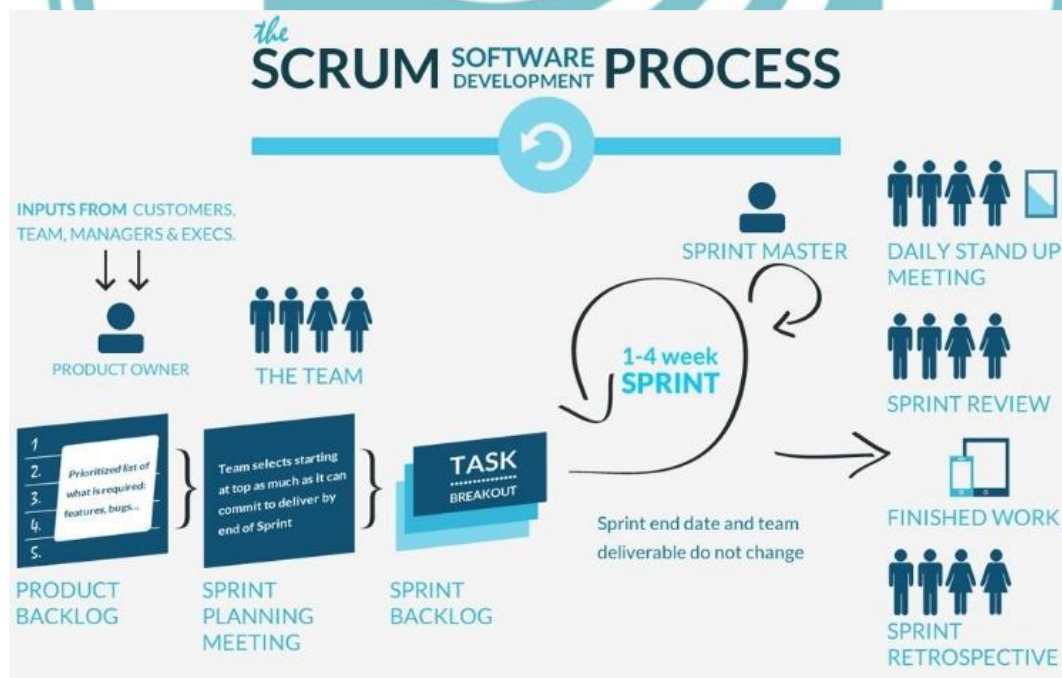 the
SCRUM SOFTWARE DEVELOPMENT PROCESS
INPUTS FROM CUSTOMERS,
TEAM, MANAGERS & EXECS.
PRODUCT OWNER
THE TEAM
SPRINT MASTER
1-4 week
SPRINT
1
2.
3.
4.
5.
Prioritized list of
what is required:
features, bugs...
Team selects starting
at top as much as it can
commit to deliver by
end of Sprint
TASK
BREAKOUT
PRODUCT
BACKLOG
SPRINT
PLANNING
MEETING
SPRINT
BACKLOG
Sprint end date and team
deliverable do not change
DAILY STAND UP
MEETING
SPRINT REVIEW
FINISHED WORK
SPRINT
RETROSPECTIVE